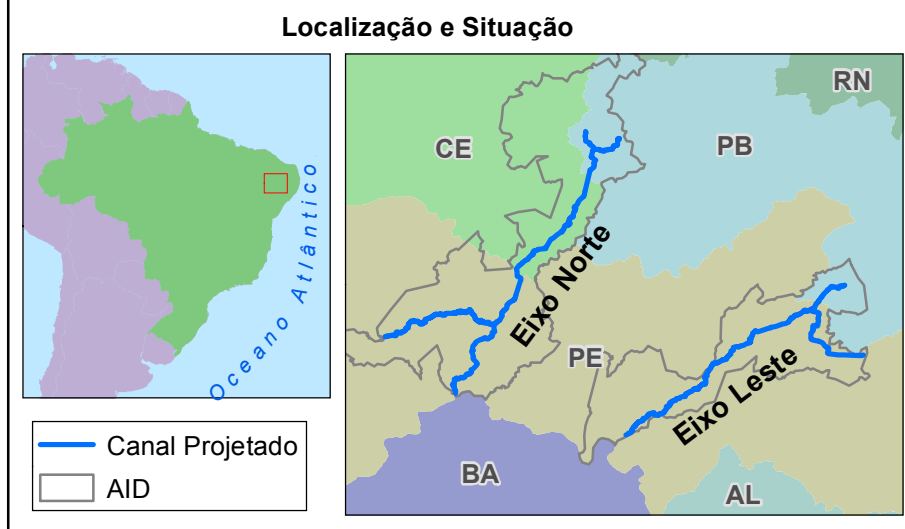 Localização e Situação
Oceano Atlântico
RN
CE
PB
Eixo Norte
PE
Eixo Leste
BA
AL
Canal Projetado
AID